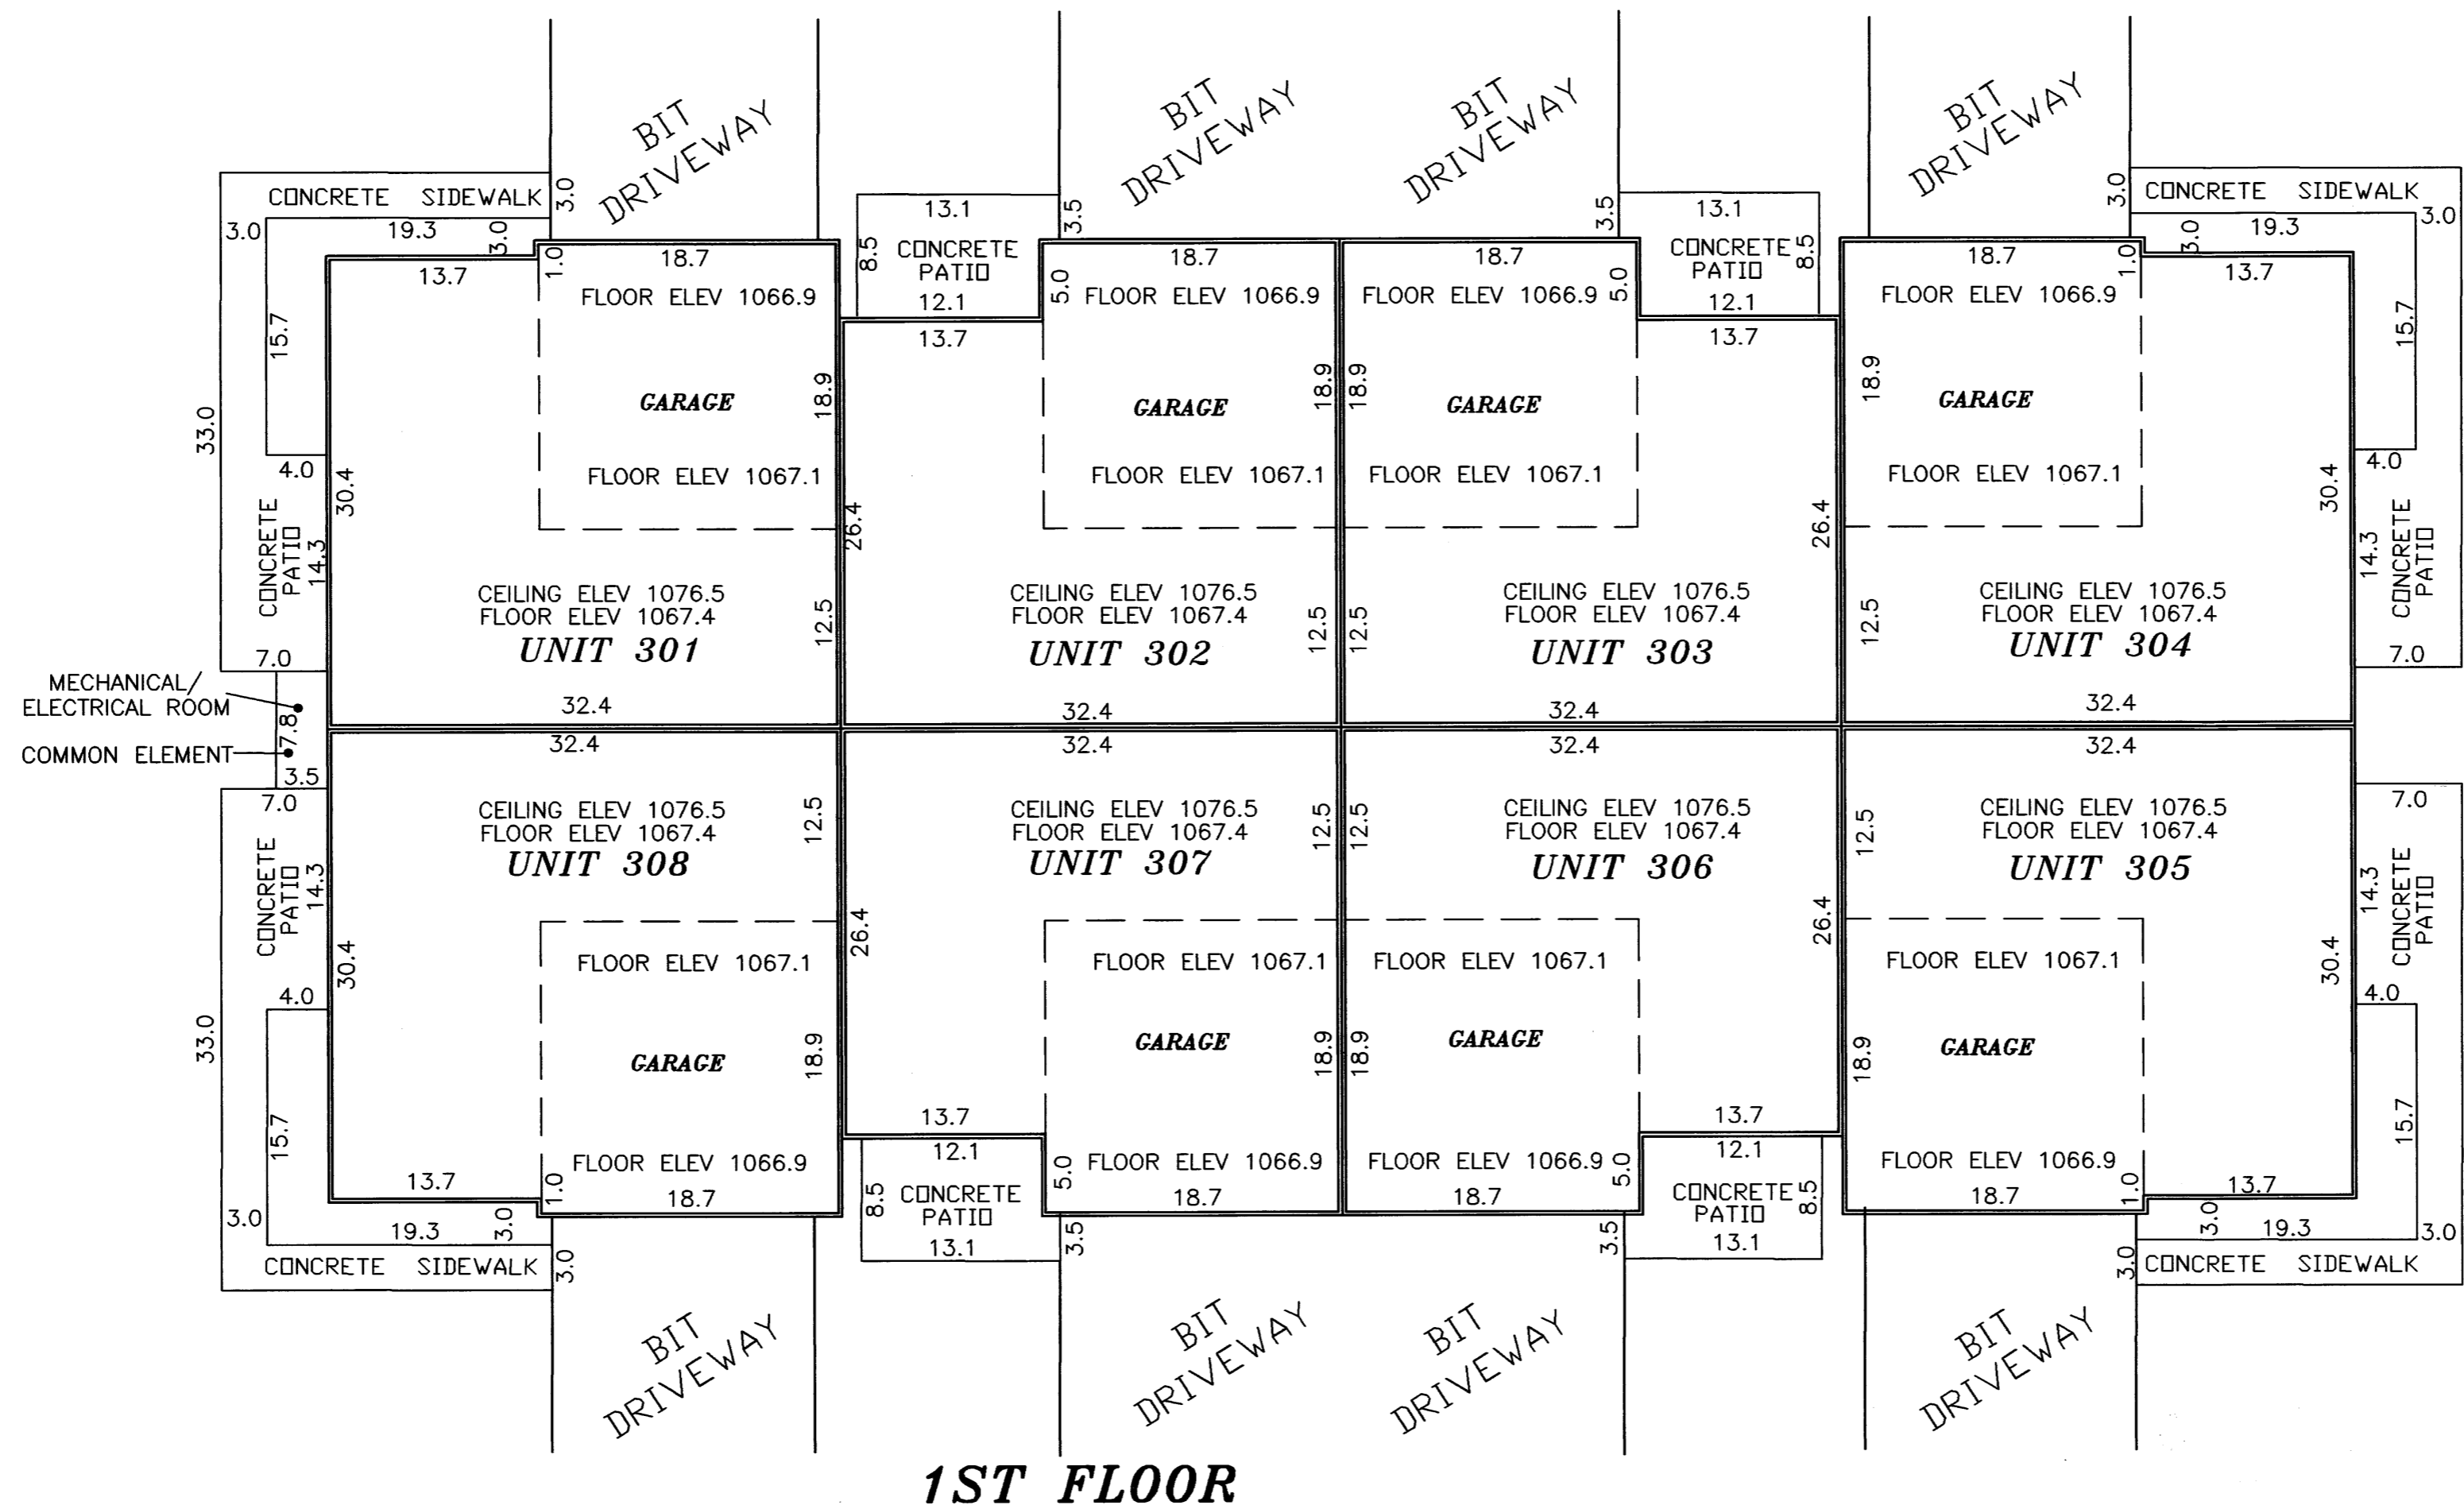 BIT
DRIVEWAY
BIT
DRIVEWAY
BIT
DRIVEWAY
BIT
DRIVEWAY
CONCRETE SIDEWALK
3.0
3.0
19.3
3.0
13.7
1.0
18.7
FLOOR ELEV 1066.9
15.7
GARAGE
18.9
33.0
4.0
30.4
FLOOR ELEV 1067.1
CONCRETE
PATIO
14.3
CEILING ELEV 1076.5
FLOOR ELEV 1067.4
UNIT 301
12.5
7.0
32.4
13.1
3.5
8.5
CONCRETE
PATIO
12.1
5.0
18.7
FLOOR ELEV 1066.9
13.7
GARAGE
18.9
FLOOR ELEV 1067.1
26.4
CEILING ELEV 1076.5
FLOOR ELEV 1067.4
UNIT 302
12.5
32.4
3.5
13.1
18.7
5.0
CONCRETE
PATIO
8.5
12.1
FLOOR ELEV 1066.9
13.7
18.9
GARAGE
FLOOR ELEV 1067.1
26.4
CEILING ELEV 1076.5
FLOOR ELEV 1067.4
12.5
UNIT 303
32.4
3.0
CONCRETE SIDEWALK
3.0
3.0
19.3
18.7
1.0
13.7
FLOOR ELEV 1066.9
15.7
18.9
GARAGE
FLOOR ELEV 1067.1
30.4
4.0
CONCRETE
PATIO
14.3
CEILING ELEV 1076.5
FLOOR ELEV 1067.4
12.5
UNIT 304
7.0
32.4
MECHANICAL/
ELECTRICAL ROOM
7.8
COMMON ELEMENT
3.5
7.0
32.4
CEILING ELEV 1076.5
FLOOR ELEV 1067.4
UNIT 308
12.5
CONCRETE
PATIO
14.3
30.4
4.0
FLOOR ELEV 1067.1
33.0
GARAGE
18.9
15.7
FLOOR ELEV 1066.9
13.7
1.0
18.7
3.0
19.3
3.0
CONCRETE SIDEWALK
3.0
32.4
CEILING ELEV 1076.5
FLOOR ELEV 1067.4
UNIT 307
12.5
26.4
FLOOR ELEV 1067.1
GARAGE
18.9
13.7
12.1
5.0
FLOOR ELEV 1066.9
18.7
8.5
CONCRETE
PATIO
13.1
3.5
32.4
CEILING ELEV 1076.5
FLOOR ELEV 1067.4
12.5
UNIT 306
26.4
FLOOR ELEV 1067.1
18.9
GARAGE
13.7
12.1
FLOOR ELEV 1066.9
5.0
18.7
CONCRETE
PATIO
8.5
3.5
13.1
32.4
7.0
CEILING ELEV 1076.5
FLOOR ELEV 1067.4
12.5
UNIT 305
14.3
CONCRETE
PATIO
30.4
4.0
FLOOR ELEV 1067.1
18.9
GARAGE
15.7
FLOOR ELEV 1066.9
1.0
13.7
18.7
3.0
19.3
3.0
3.0
CONCRETE SIDEWALK
BIT
DRIVEWAY
BIT
DRIVEWAY
BIT
DRIVEWAY
BIT
DRIVEWAY
1ST FLOOR